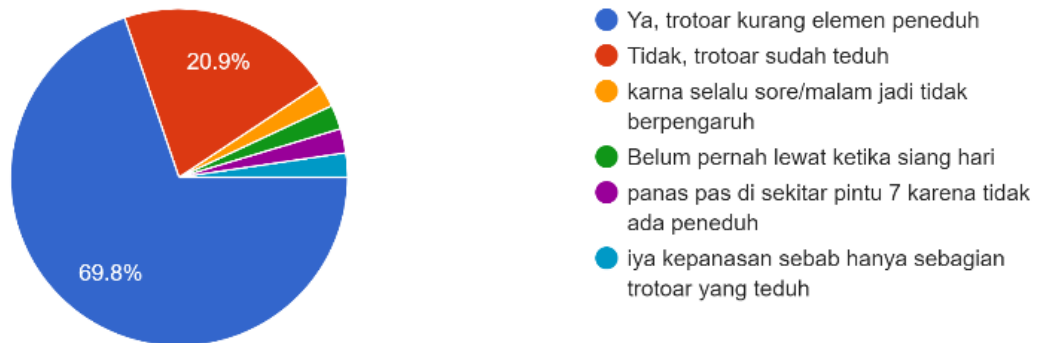 20.9%
69.8%
Ya, trotoar kurang elemen peneduh
Tidak, trotoar sudah teduh
karna selalu sore/malam jadi tidak
berpengaruh
Belum pernah lewat ketika siang hari
panas pas di sekitar pintu 7 karena tidak
ada peneduh
iya kepanasan sebab hanya sebagian
trotoar yang teduh